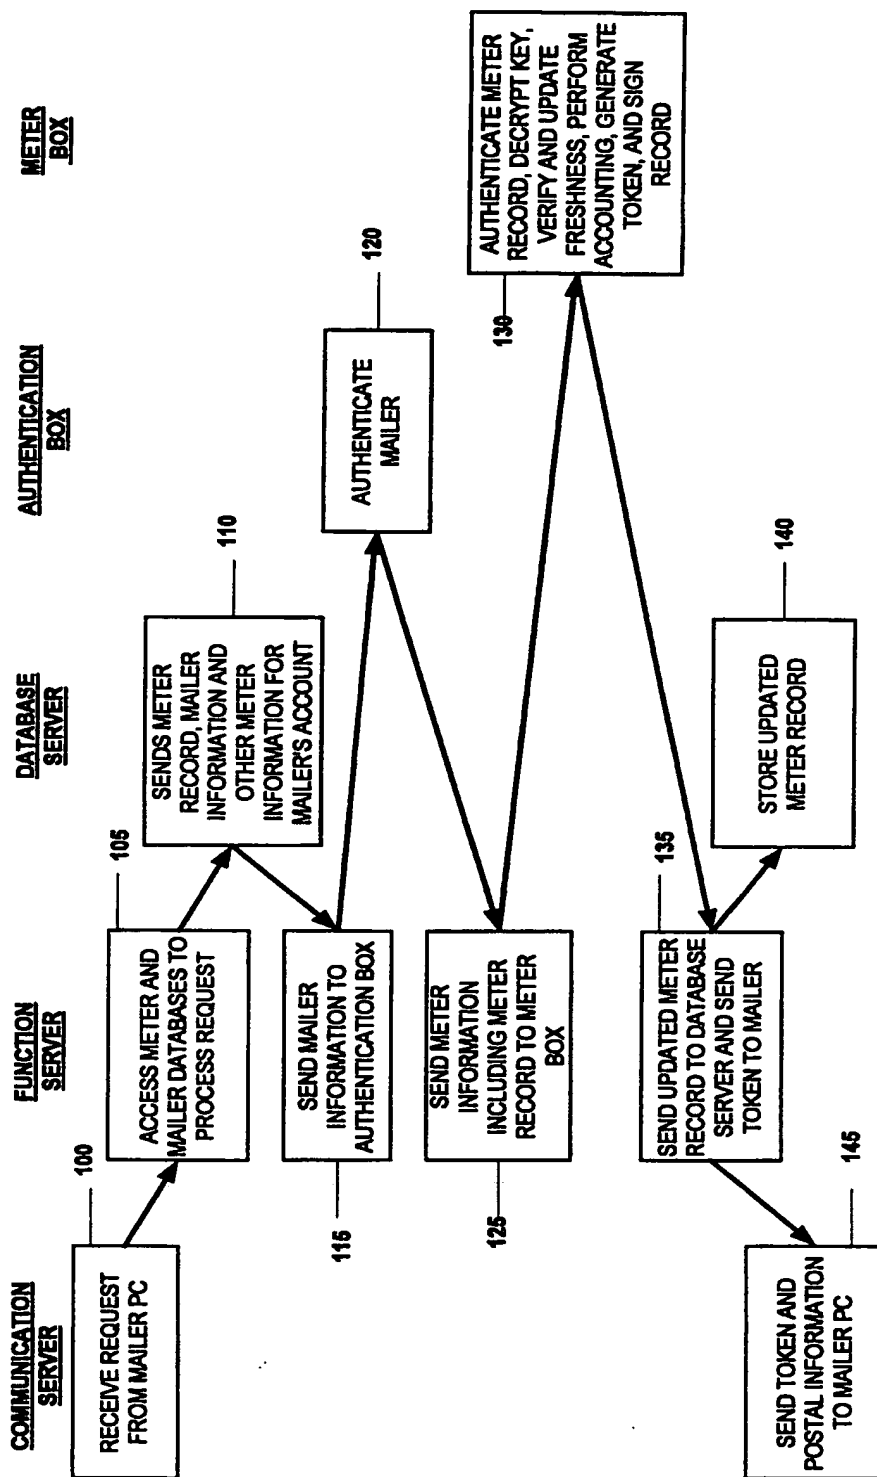 COMMUNICATION
SERVER
FUNCTION
SERVER
DATABASE
SERVER
AUTHENTICATION
BOX
METER
BOX
RECEIVE REQUEST
FROM MAILER PC
100
ACCESS METER AND
MAILER DATABASES TO
PROCESS REQUEST
105
SENDS METER
RECORD, MAILER
INFORMATION AND
OTHER METER
INFORMATION FOR
MAILER'S ACCOUNT
110
SEND MAILER
INFORMATION TO
AUTHENTICATION BOX
115
AUTHENTICATE
MAILER
120
SEND METER
INFORMATION
INCLUDING METER
RECORD TO METER
BOX
125
AUTHENTICATE METER
RECORD, DECRYPT KEY,
VERIFY AND UPDATE
FRESHNESS, PERFORM
ACCOUNTING, GENERATE
TOKEN, AND SIGN
RECORD
130
SEND UPDATED METER
RECORD TO DATABASE
SERVER AND SEND
TOKEN TO MAILER
135
STORE UPDATED
METER RECORD
140
SEND TOKEN AND
POSTAL INFORMATION
TO MAILER PC
145